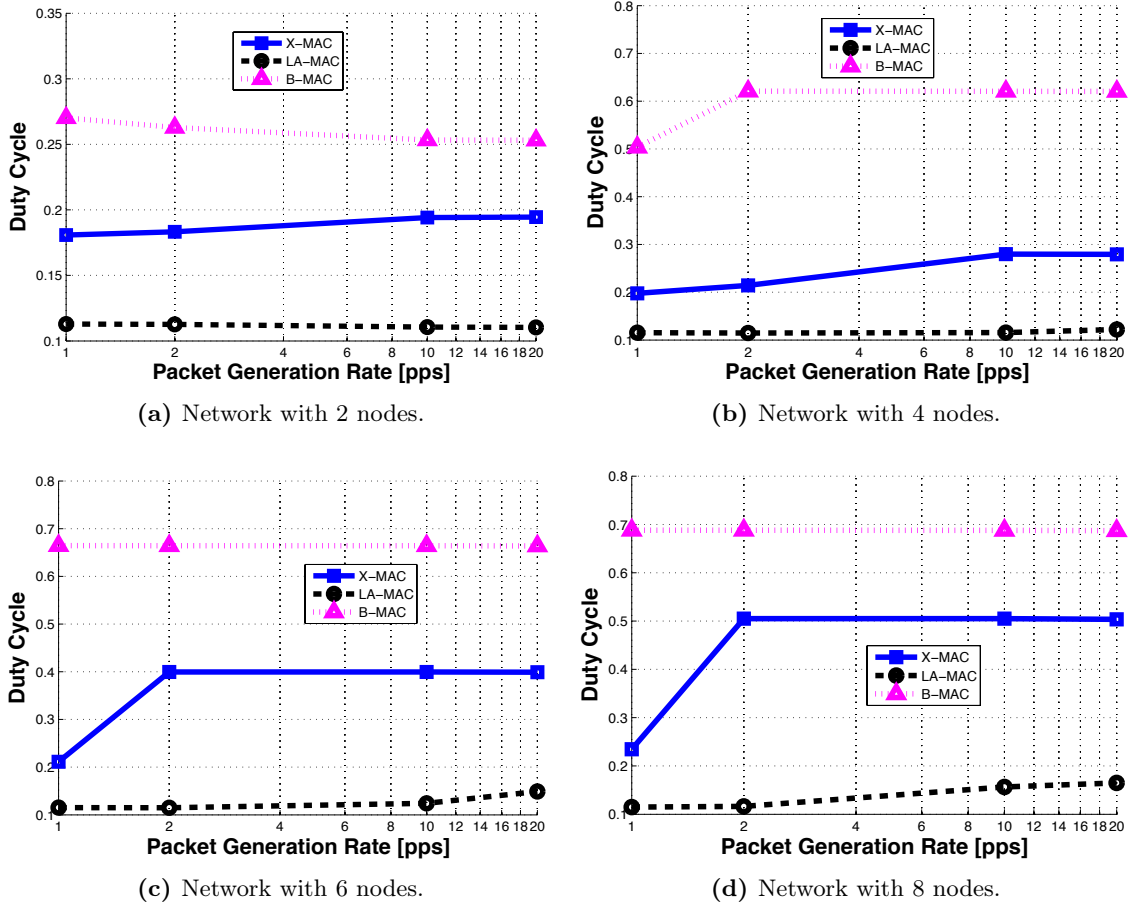 0.35
0.3
0.25
0.2
0.15
0.1
Duty Cycle
X−MAC
LA−MAC
B−MAC
1 2 4 6 8 10 12 14 16 18 20
Packet Generation Rate [pps]
(a) Network with 2 nodes.
0.8
0.7
0.6
0.5
0.4
0.3
0.2
0.1
Duty Cycle
X−MAC
LA−MAC
B−MAC
1 2 4 6 8 10 12 14 16 18 20
Packet Generation Rate [pps]
(b) Network with 4 nodes.
0.8
0.7
0.6
0.5
0.4
0.3
0.2
0.1
Duty Cycle
X−MAC
LA−MAC
B−MAC
1 2 4 6 8 10 12 14 16 18 20
Packet Generation Rate [pps]
(c) Network with 6 nodes.
0.8
0.7
0.6
0.5
0.4
0.3
0.2
0.1
Duty Cycle
X−MAC
LA−MAC
B−MAC
1 2 4 6 8 10 12 14 16 18 20
Packet Generation Rate [pps]
(d) Network with 8 nodes.